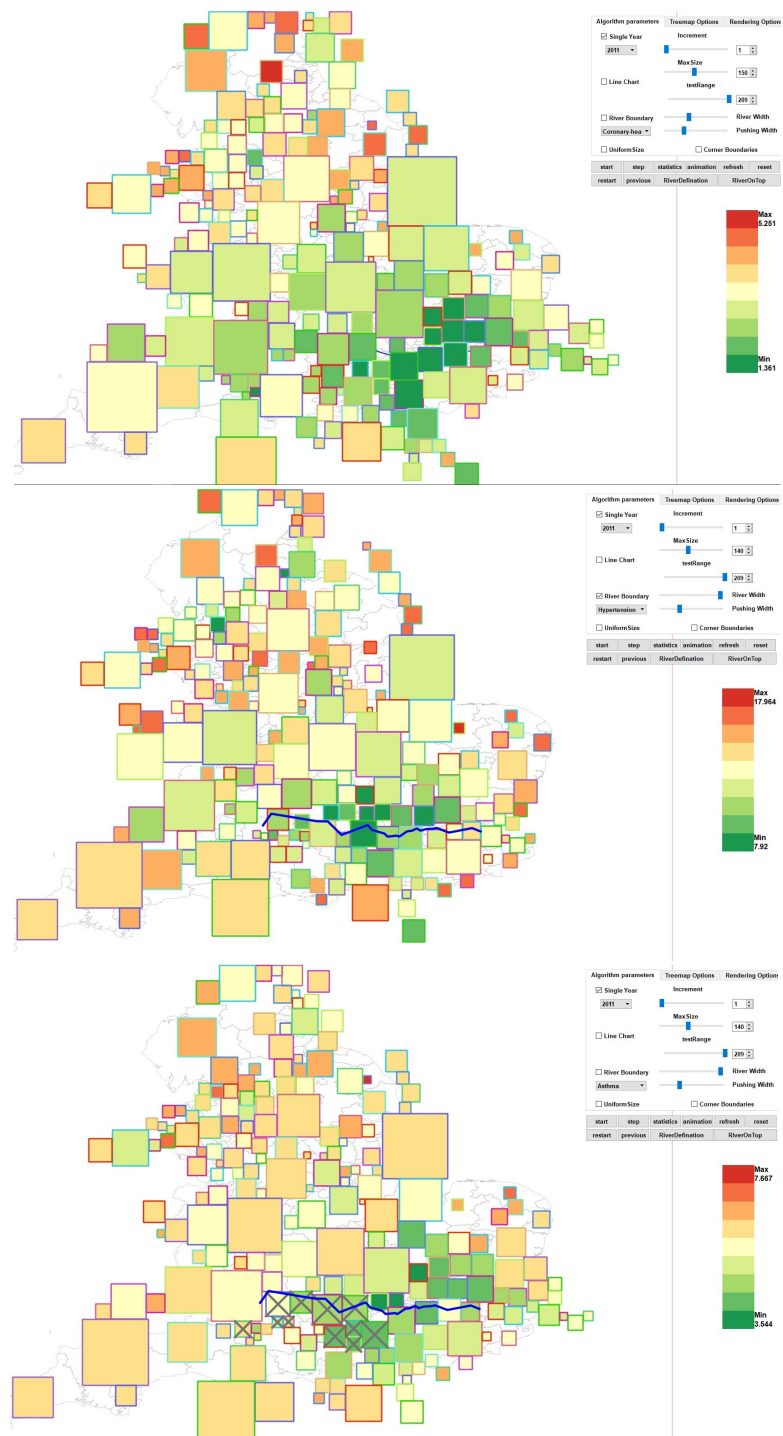 Algorithm parameters Treemap Options Rendering Options
Single Year Increment
2011 1
MaxSize
150
Line Chart testRange
209
River Boundary River Width
Coronary-hea Pushing Width
UniformSize Corner Boundaries
start step statistics animation refresh reset
restart previous RiverDefination RiverOnTop
Max
5.251
Min
1.361
Algorithm parameters Treemap Options Rendering Options
Single Year Increment
2011 1
MaxSize
140
Line Chart testRange
209
River Boundary River Width
Hypertension Pushing Width
UniformSize Corner Boundaries
start step statistics animation refresh reset
restart previous RiverDefination RiverOnTop
Max
17.964
Min
7.92
Algorithm parameters Treemap Options Rendering Options
Single Year Increment
2011 1
MaxSize
140
Line Chart testRange
209
River Boundary River Width
Asthma Pushing Width
UniformSize Corner Boundaries
start step statistics animation refresh reset
restart previous RiverDefination RiverOnTop
Max
7.667
Min
3.544